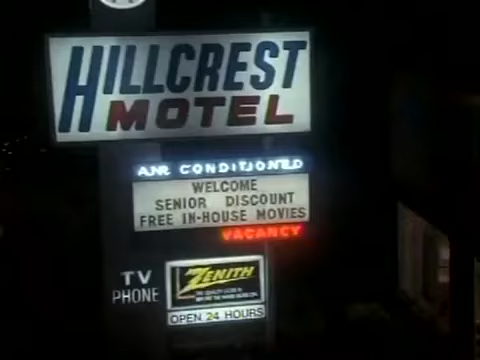 HILLCREST
MOTEL
AIR CONDITIONED
WELCOME
SENIOR DISCOUNT
FREE IN-HOUSE MOVIES
VACANCY
TV
PHONE
ZENITH
OPEN 24 HOURS